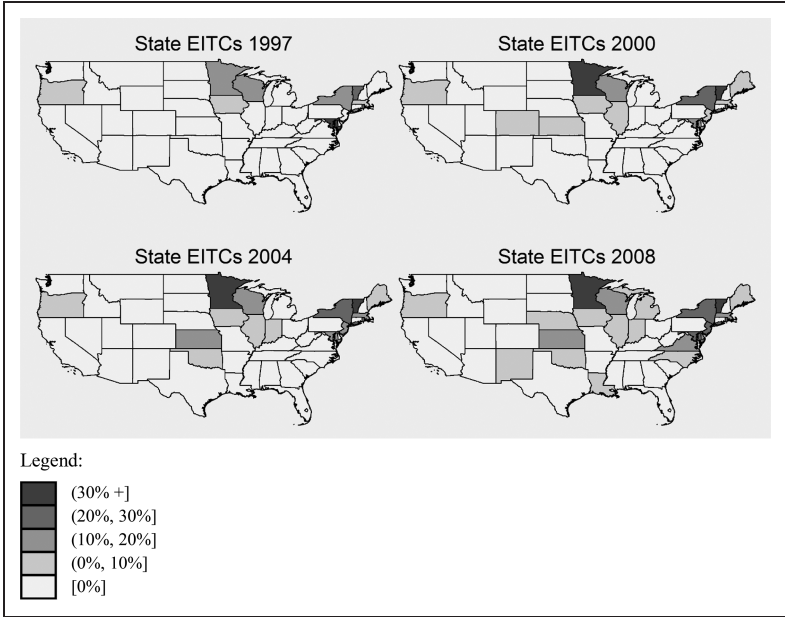 State EITCs 1997
State EITCs 2000
State EITCs 2004
State EITCs 2008
Legend:
(30% +]
(20%, 30%]
(10%, 20%]
(0%, 10%]
[0%]